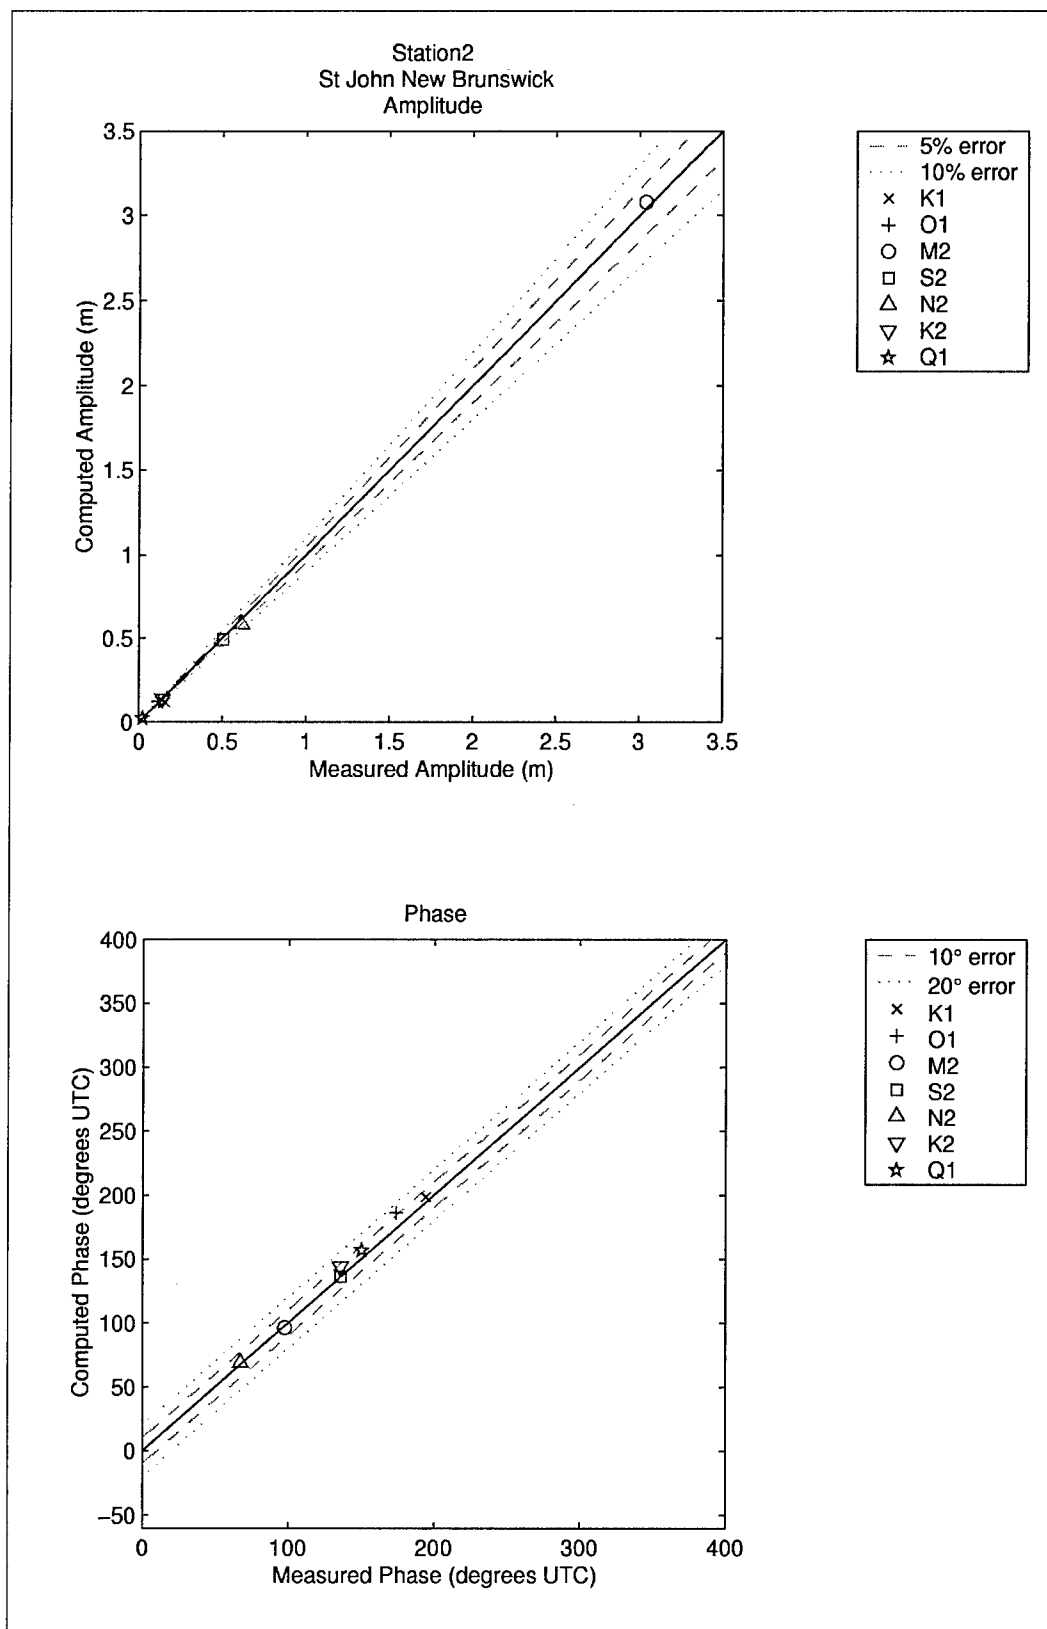 Station2
St John New Brunswick
Amplitude
3.5
3
2.5
2
1.5
1
0.5
0
Computed Amplitude (m)
0 0.5 1 1.5 2 2.5 3 3.5
Measured Amplitude (m)
5% error
10% error
K1
O1
M2
S2
N2
K2
Q1
Phase
400
350
300
250
200
150
100
50
0
−50
Computed Phase (degrees UTC)
0 100 200 300 400
Measured Phase (degrees UTC)
10° error
20° error
K1
O1
M2
S2
N2
K2
Q1